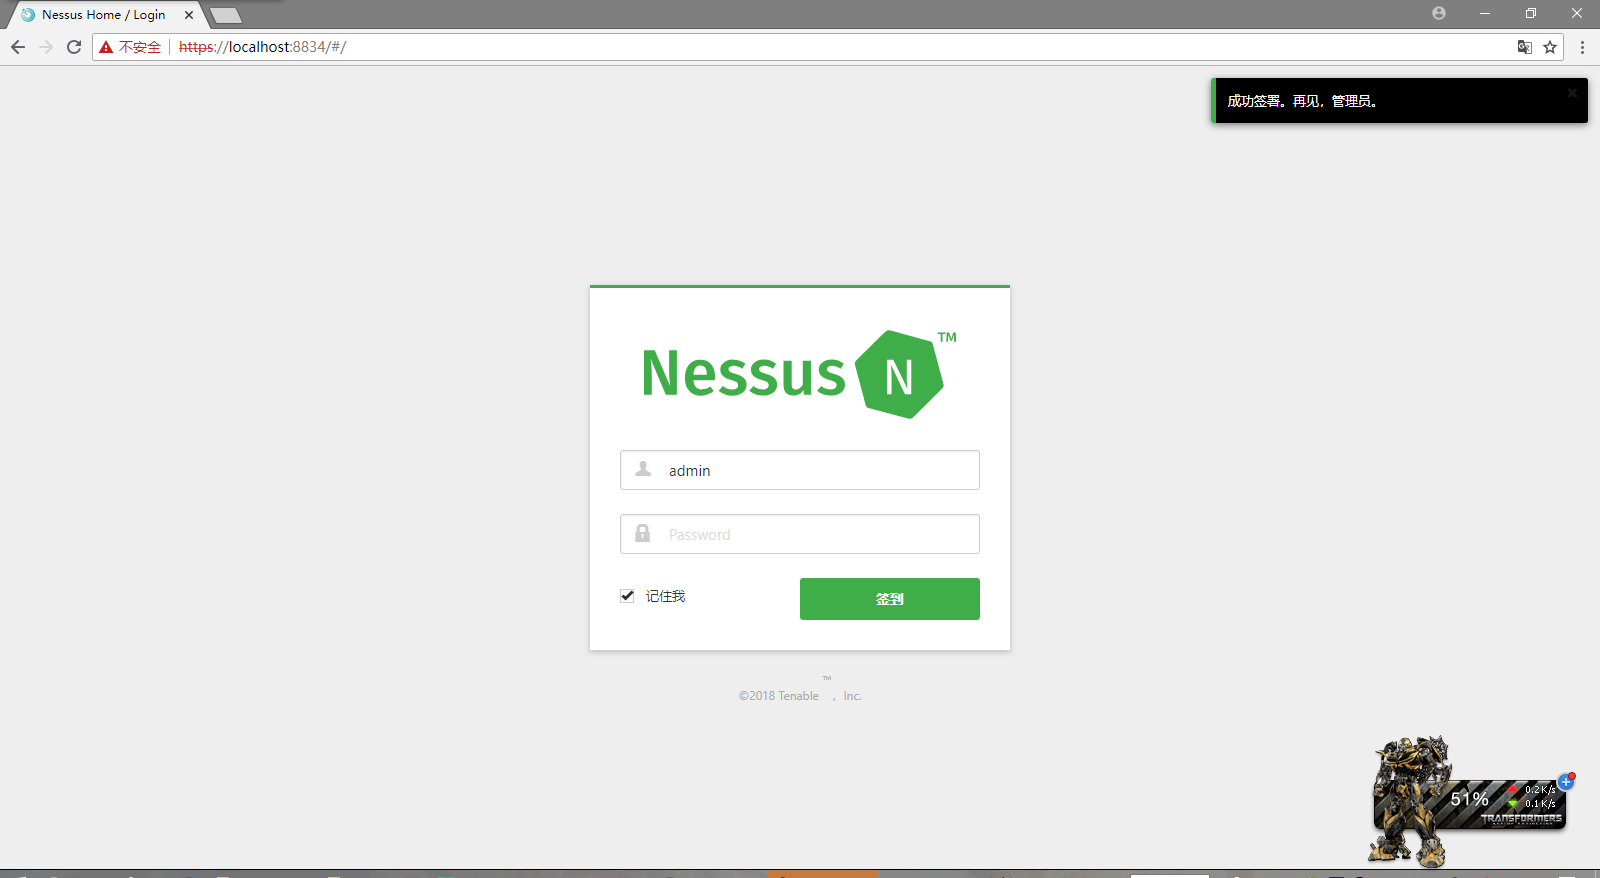 Nessus Home / Login
不安全
https://localhost:8834/#/
成功签署。再见，管理员。
Nessus N TM
admin
Password
记住我
签到
©2018 Tenable ™ ，Inc.
51%
0.2 K/s
0.1 K/s
TRANSFORMERS